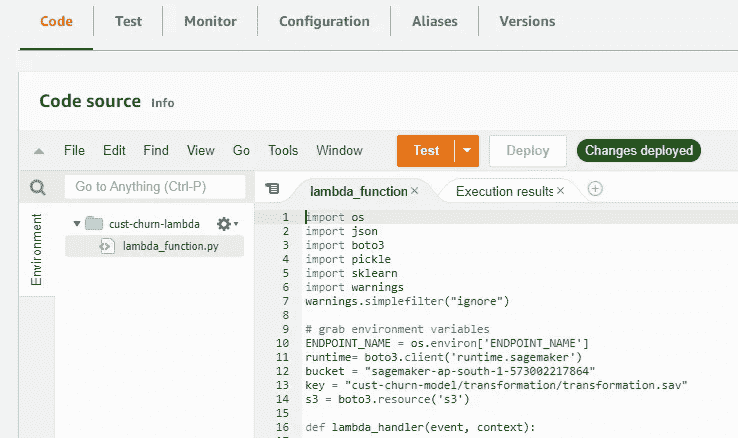 Code Test Monitor Configuration Aliases Versions
Code source Info
File Edit Find View Go Tools Window Test Deploy Changes deployed
Go to Anything (Ctrl-P)
lambda_function × Execution results ×
Environment
cust-churn-lambda
lambda_function.py
1 import os
2 import json
3 import boto3
4 import pickle
5 import sklearn
6 import warnings
7 warnings.simplefilter("ignore")
8
9 # grab environment variables
10 ENDPOINT_NAME = os.environ['ENDPOINT_NAME']
11 runtime= boto3.client('runtime.sagemaker')
12 bucket = "sagemaker-ap-south-1-573002217864"
13 key = "cust-churn-model/transformation/transformation.sav"
14 s3 = boto3.resource('s3')
15
16 def lambda_handler(event, context):